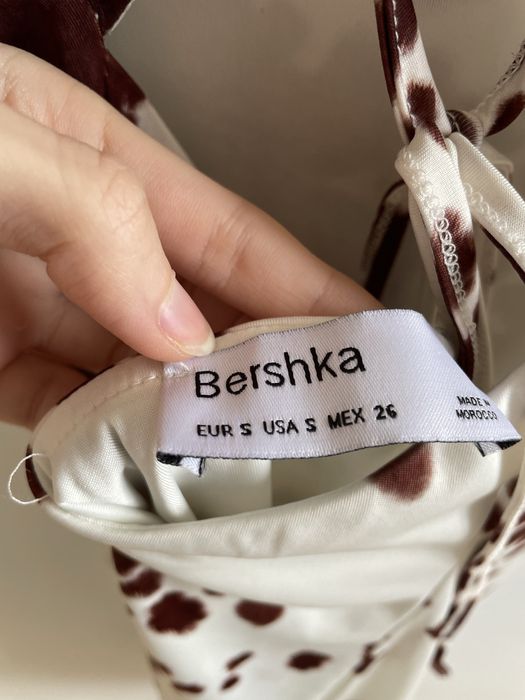 Bershka
EUR S USA S MEX 26
MADE IN
MOROCCO